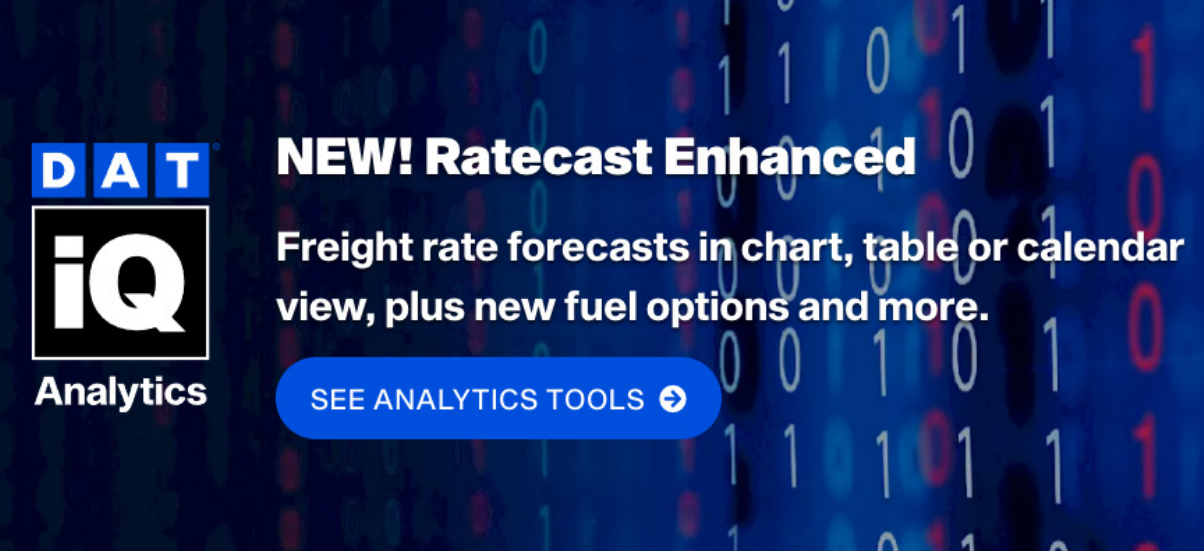 DAT
iQ
Analytics
NEW! Ratecast Enhanced
Freight rate forecasts in chart, table or calendar
view, plus new fuel options and more.
SEE ANALYTICS TOOLS